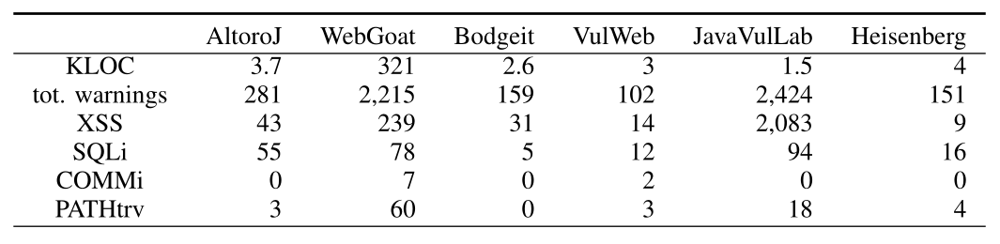 AltoroJ WebGoat Bodgeit VulWeb JavaVulLab Heisenberg
KLOC 3.7 321 2.6 3 1.5 4
tot. warnings 281 2,215 159 102 2,424 151
XSS 43 239 31 14 2,083 9
SQLi 55 78 5 12 94 16
COMMi 0 7 0 2 0 0
PATHtrv 3 60 0 3 18 4